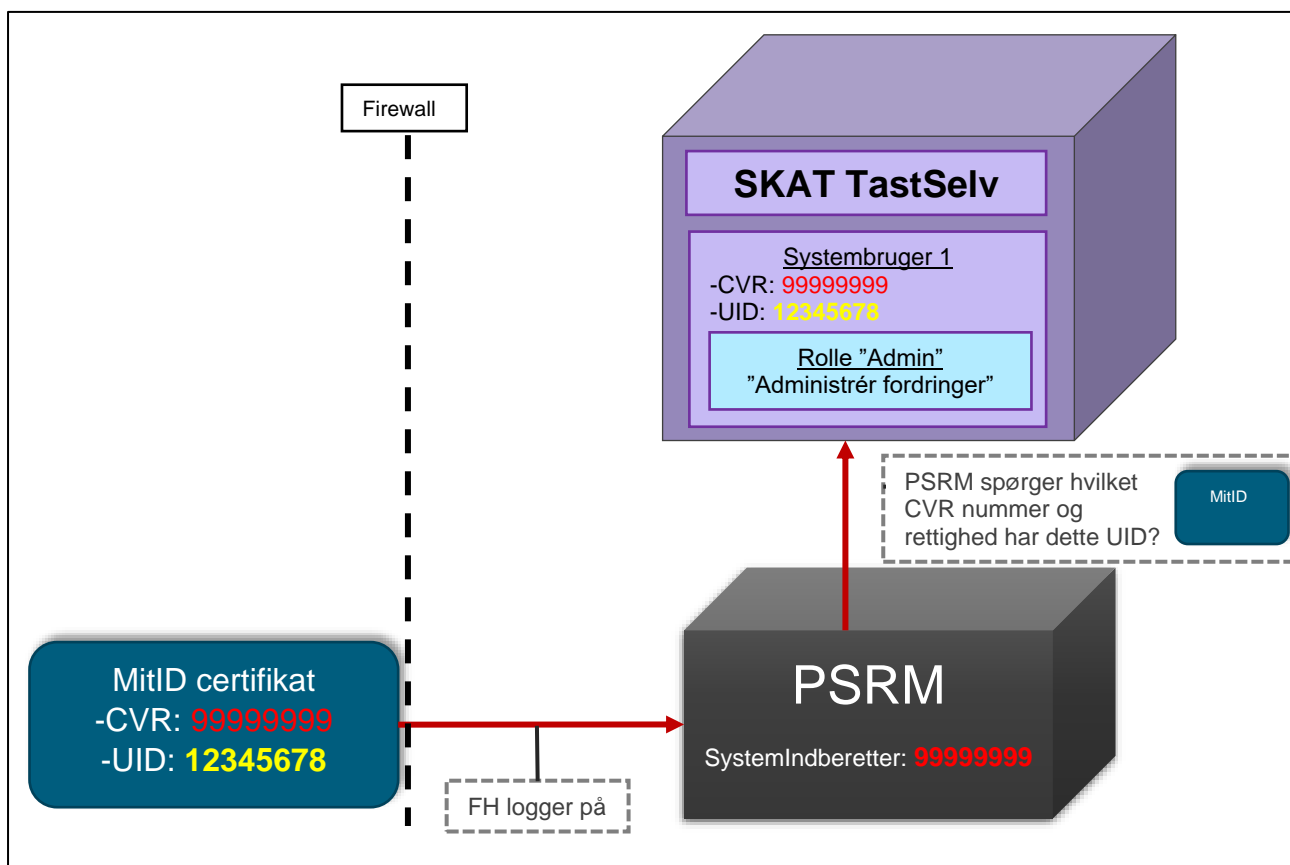 Firewall
SKAT TastSelv
Systembruger 1
-CVR: 99999999
-UID: 12345678
Rolle ”Admin”
”Administrér fordringer”
PSRM spørger hvilket
CVR nummer og
rettighed har dette UID?
MitID
MitID certifikat
-CVR: 99999999
-UID: 12345678
FH logger på
PSRM
SystemIndberetter: 99999999